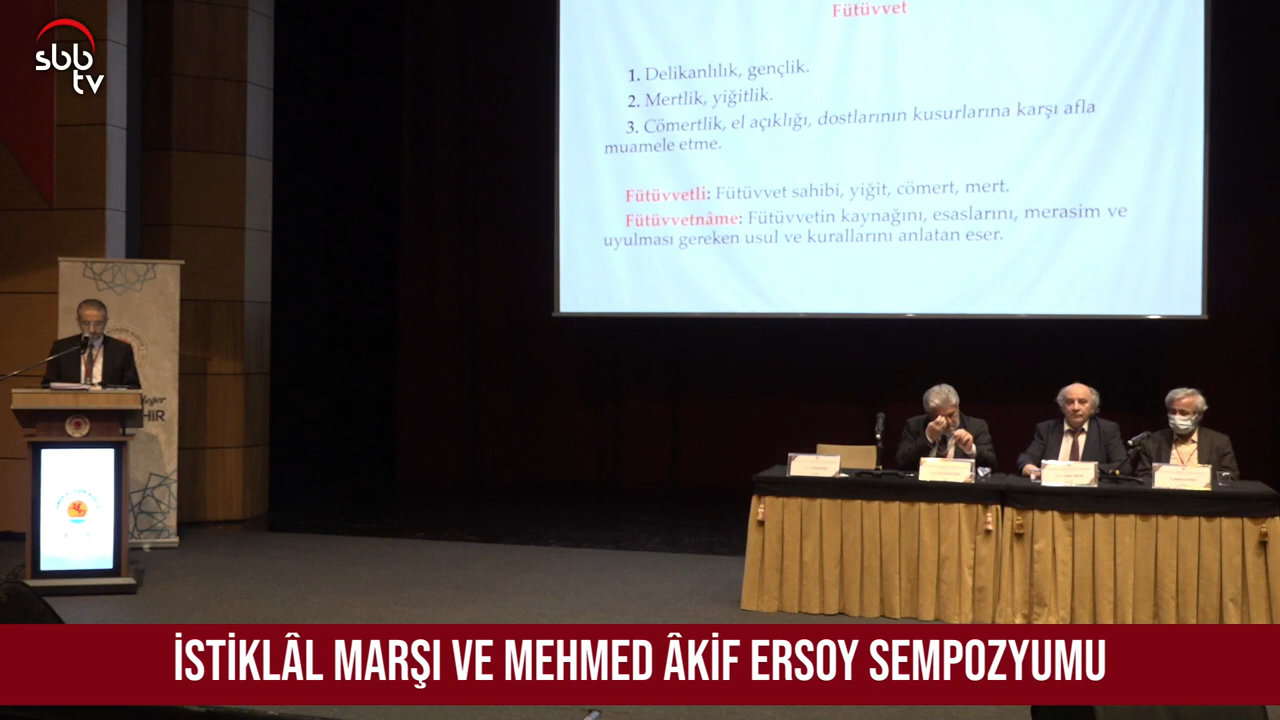 sbb
tv
Fütüvvet
1. Delikanlılık, gençlik.
2. Mertlik, yiğitlik.
3. Cömertlik, el açıklığı, dostlarının kusurlarına karşı afla
muamele etme.
Fütüvvetli: Fütüvvet sahibi, yiğit, cömert, mert.
Fütüvvetnâme: Fütüvvetin kaynağını, esaslarını, merasim ve
uyulması gereken usul ve kurallarını anlatan eser.
İSTİKLÂL MARŞI VE MEHMED ÂKİF ERSOY SEMPOZYUMU